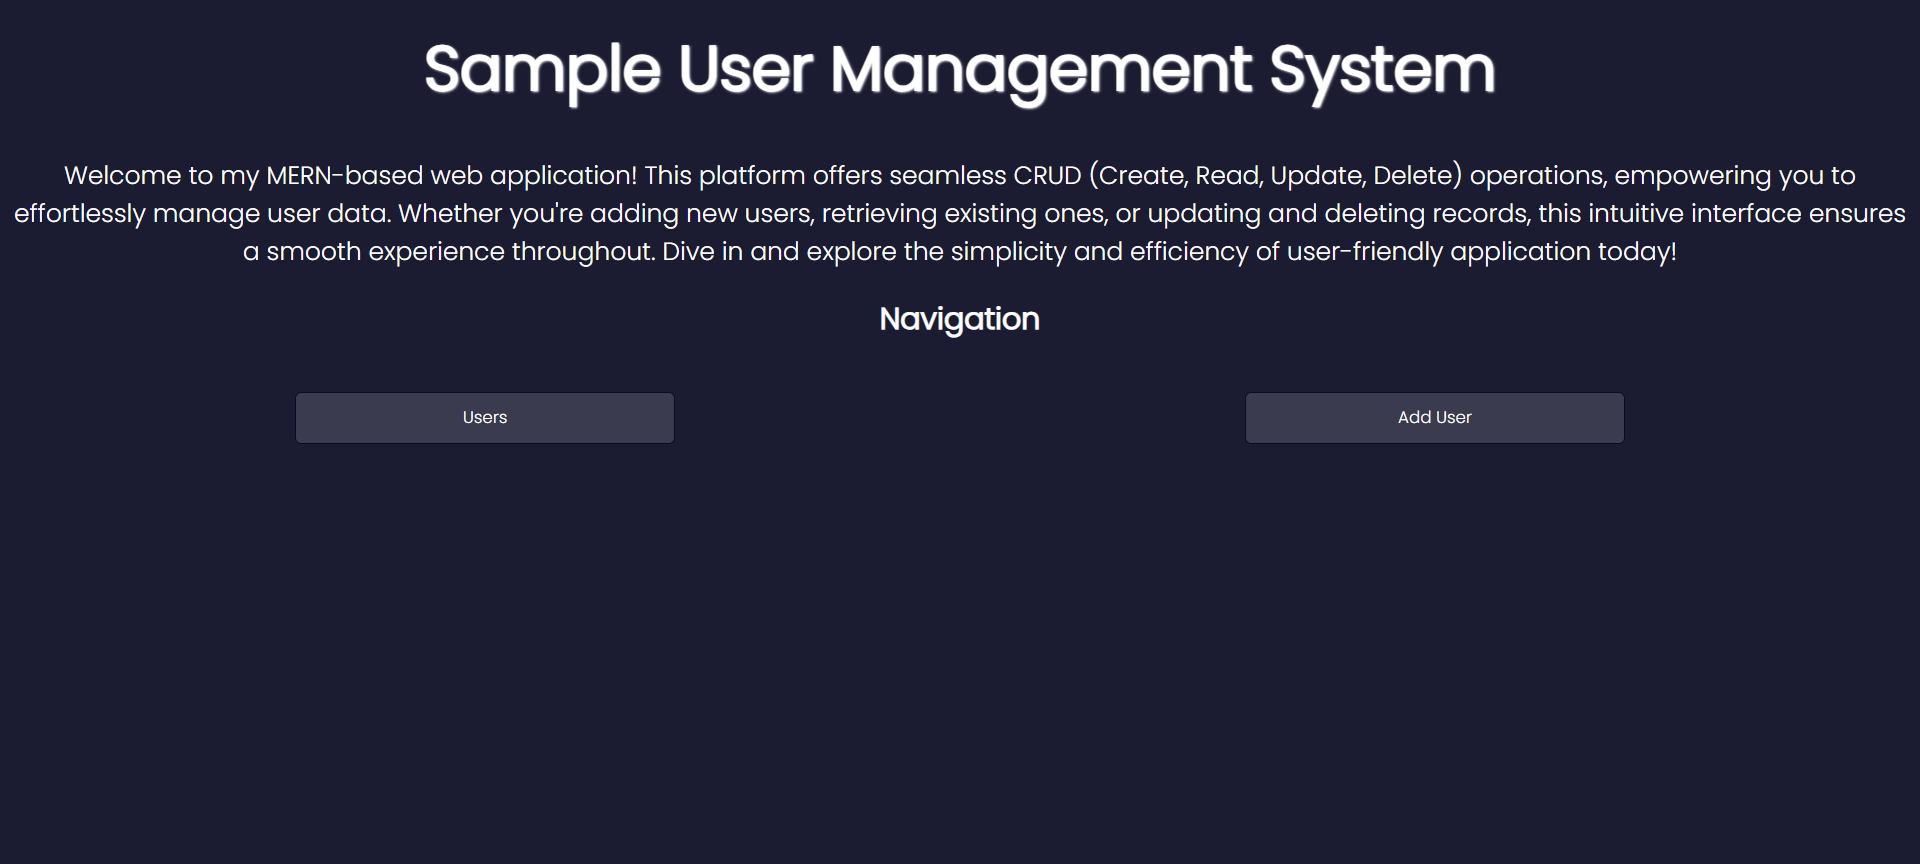 Sample User Management System
Welcome to my MERN-based web application! This platform offers seamless CRUD (Create, Read, Update, Delete) operations, empowering you to
effortlessly manage user data. Whether you're adding new users, retrieving existing ones, or updating and deleting records, this intuitive interface ensures
a smooth experience throughout. Dive in and explore the simplicity and efficiency of user-friendly application today!
Navigation
Users
Add User